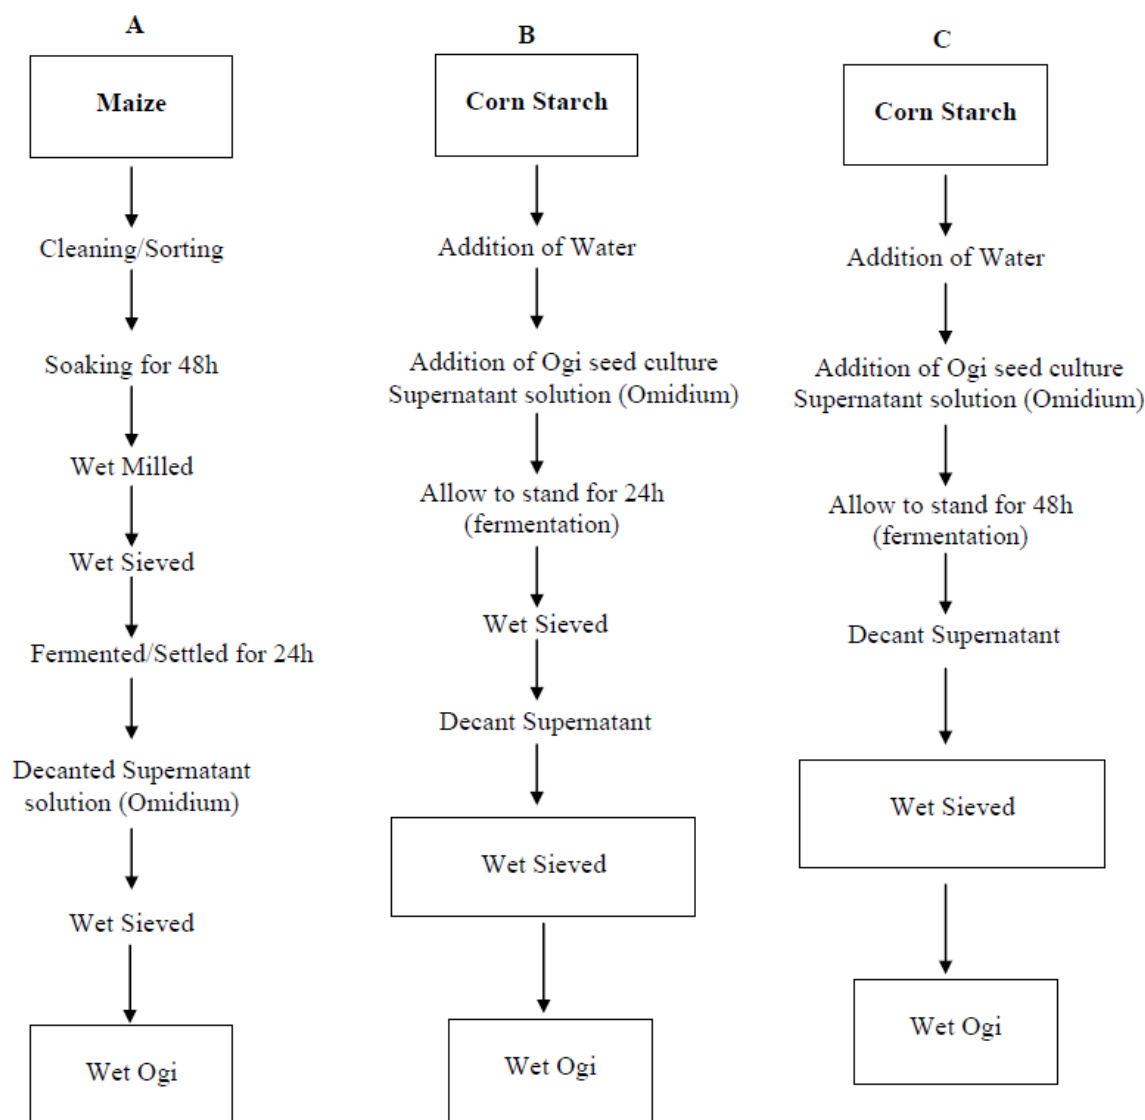 A
Maize
Cleaning/Sorting
Soaking for 48h
Wet Milled
Wet Sieved
Fermented/Settled for 24h
Decanted Supernatant
solution (Omidium)
Wet Sieved
Wet Ogi
B
Corn Starch
Addition of Water
Addition of Ogi seed culture
Supernatant solution (Omidium)
Allow to stand for 24h
(fermentation)
Wet Sieved
Decant Supernatant
Wet Sieved
Wet Ogi
C
Corn Starch
Addition of Water
Addition of Ogi seed culture
Supernatant solution (Omidium)
Allow to stand for 48h
(fermentation)
Decant Supernatant
Wet Sieved
Wet Ogi